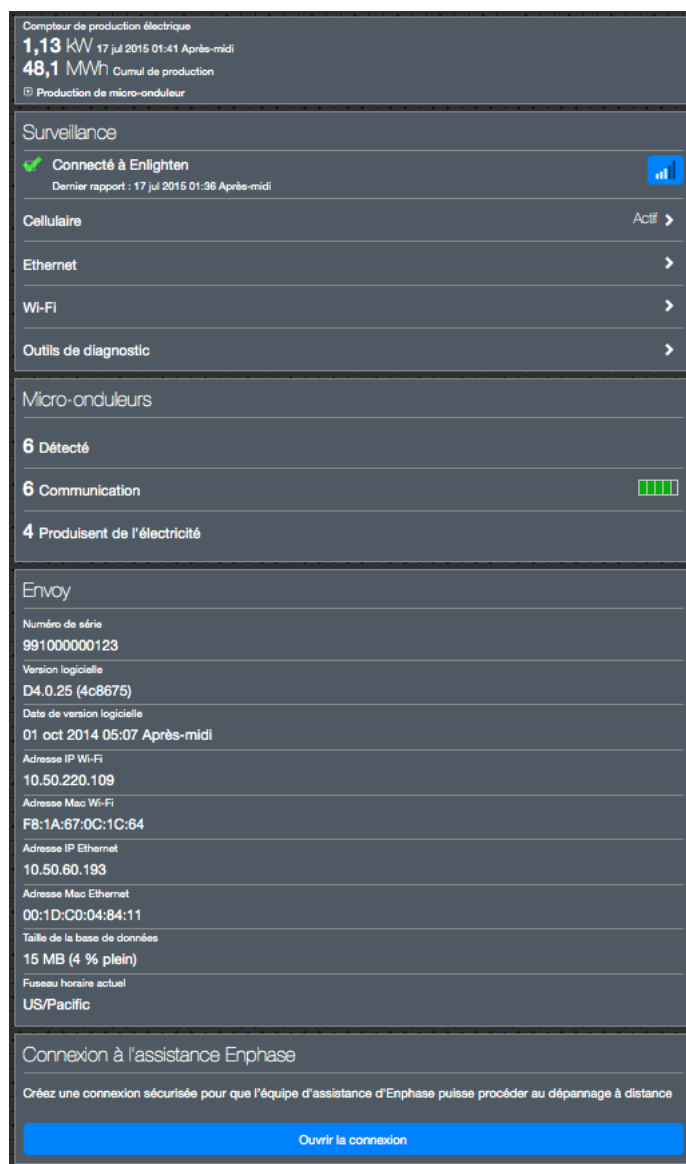 Compteur de production électrique
1,13 kW 17 jul 2015 01:41 Après-midi
48,1 MWh Cumul de production
Production de micro-onduleur
Surveillance
Connecté à Enlighten
Dernier rapport : 17 jul 2015 01:36 Après-midi
Cellulaire Actif
Ethernet
Wi-Fi
Outils de diagnostic
Micro-onduleurs
6 Détecté
6 Communication
4 Produisent de l'électricité
Envoy
Numéro de série
991000000123
Version logicielle
D4.0.25 (4c8675)
Date de version logicielle
01 oct 2014 05:07 Après-midi
Adresse IP Wi-Fi
10.50.220.109
Adresse Mac Wi-Fi
F8:1A:67:0C:1C:64
Adresse IP Ethernet
10.50.60.193
Adresse Mac Ethernet
00:1D:C0:04:84:11
Taille de la base de données
15 MB (4 % plein)
Fuseau horaire actuel
US/Pacific
Connexion à l'assistance Enphase
Créez une connexion sécurisée pour que l'équipe d'assistance d'Enphase puisse procéder au dépannage à distance
Ouvrir la connexion